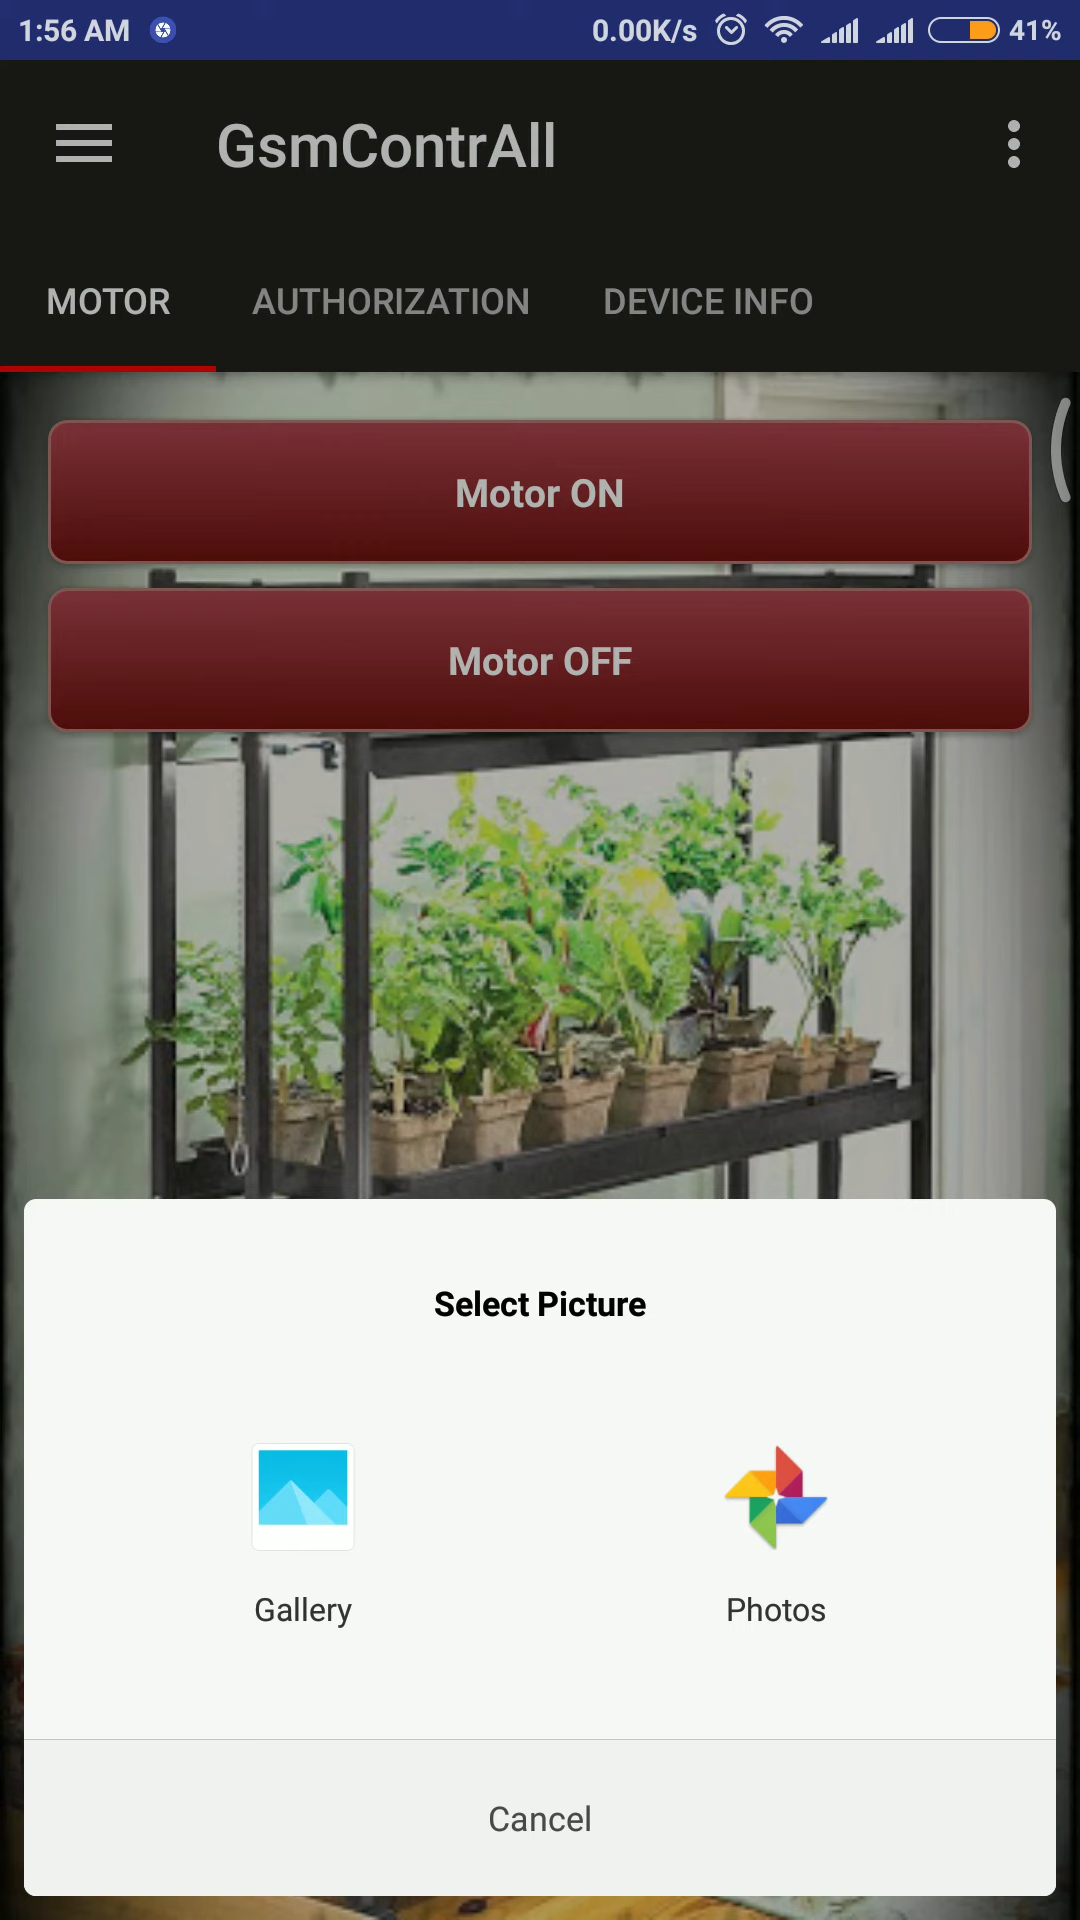 1:56 AM 0.00K/s 41%
GsmContrAll
MOTOR AUTHORIZATION DEVICE INFO
Motor ON
Motor OFF
Select Picture
Gallery Photos
Cancel